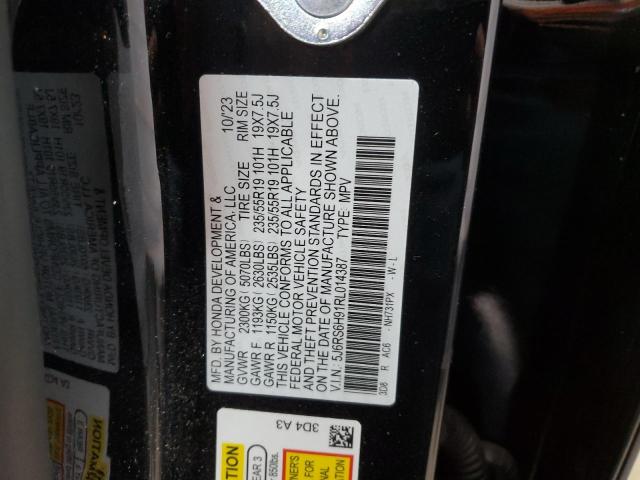 MFD. BY HONDA DEVELOPMENT &
MANUFACTURING OF AMERICA, LLC 10/23
GVWR 2300KG(5070LBS) TIRE SIZE RIM SIZE
GAWR F 1193KG(2630LBS) 235/55R19 101H 19X7.5J
GAWR R 1150KG(2535LBS) 235/55R19 101H 19X7.5J
THIS VEHICLE CONFORMS TO ALL APPLICABLE
FEDERAL MOTOR VEHICLE SAFETY
AND THEFT PREVENTION STANDARDS IN EFFECT
ON THE DATE OF MANUFACTURE SHOWN ABOVE.
V.I.N.: 5J6RS6H91RL014387 TYPE: MPV
3D8 R AC6 -NH731PX -W-L
3D4 A3